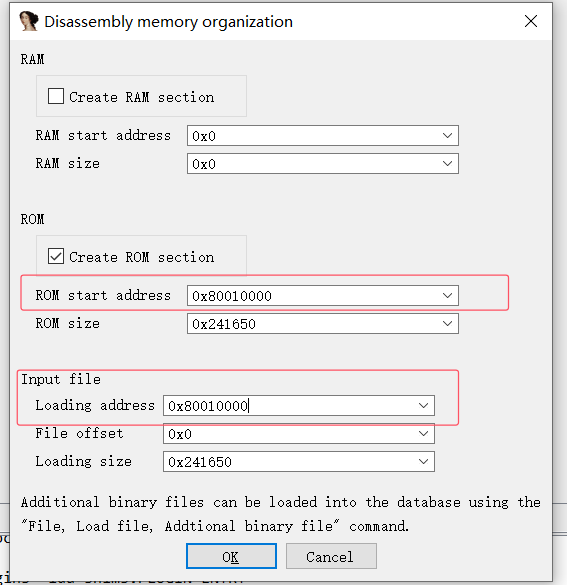 Disassembly memory organization
RAM
Create RAM section
RAM start address 0x0
RAM size 0x0
ROM
Create ROM section
ROM start address 0x80010000
ROM size 0x241650
Input file
Loading address 0x80010000
File offset 0x0
Loading size 0x241650
Additional binary files can be loaded into the database using the
"File, Load file, Addtional binary file" command.
OK Cancel